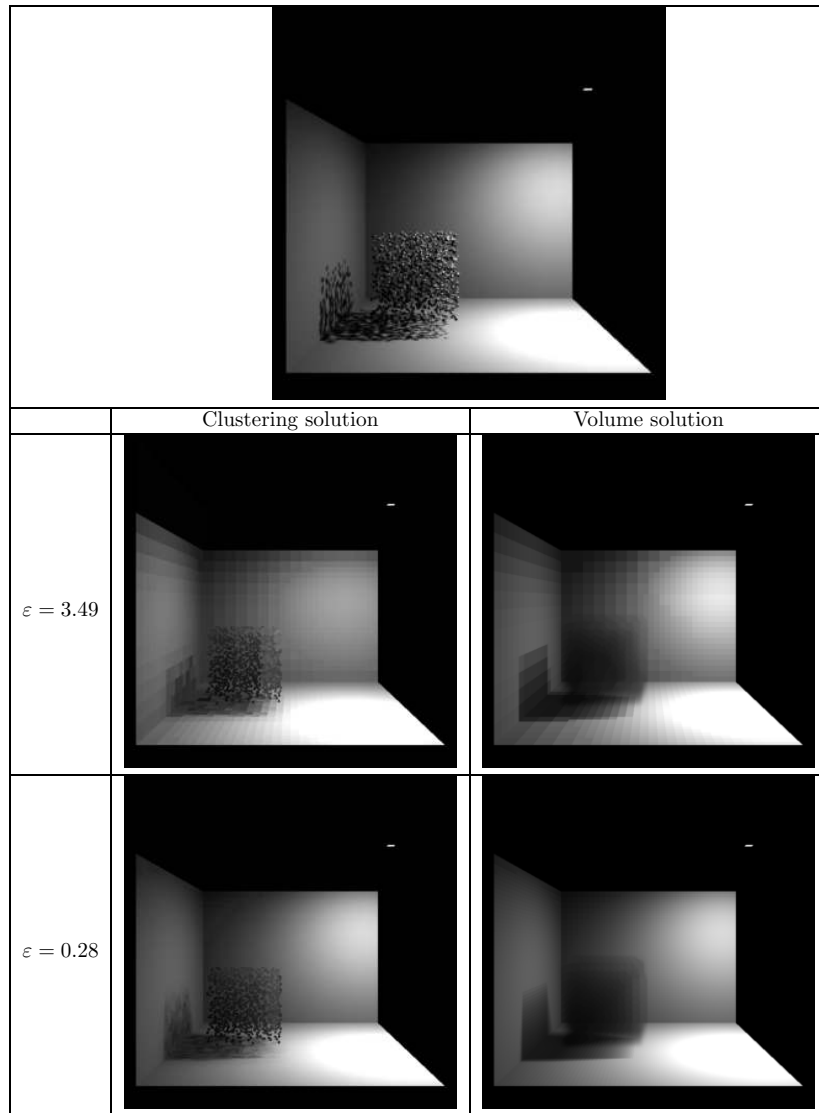 Clustering solution
Volume solution
ε = 3.49
ε = 0.28